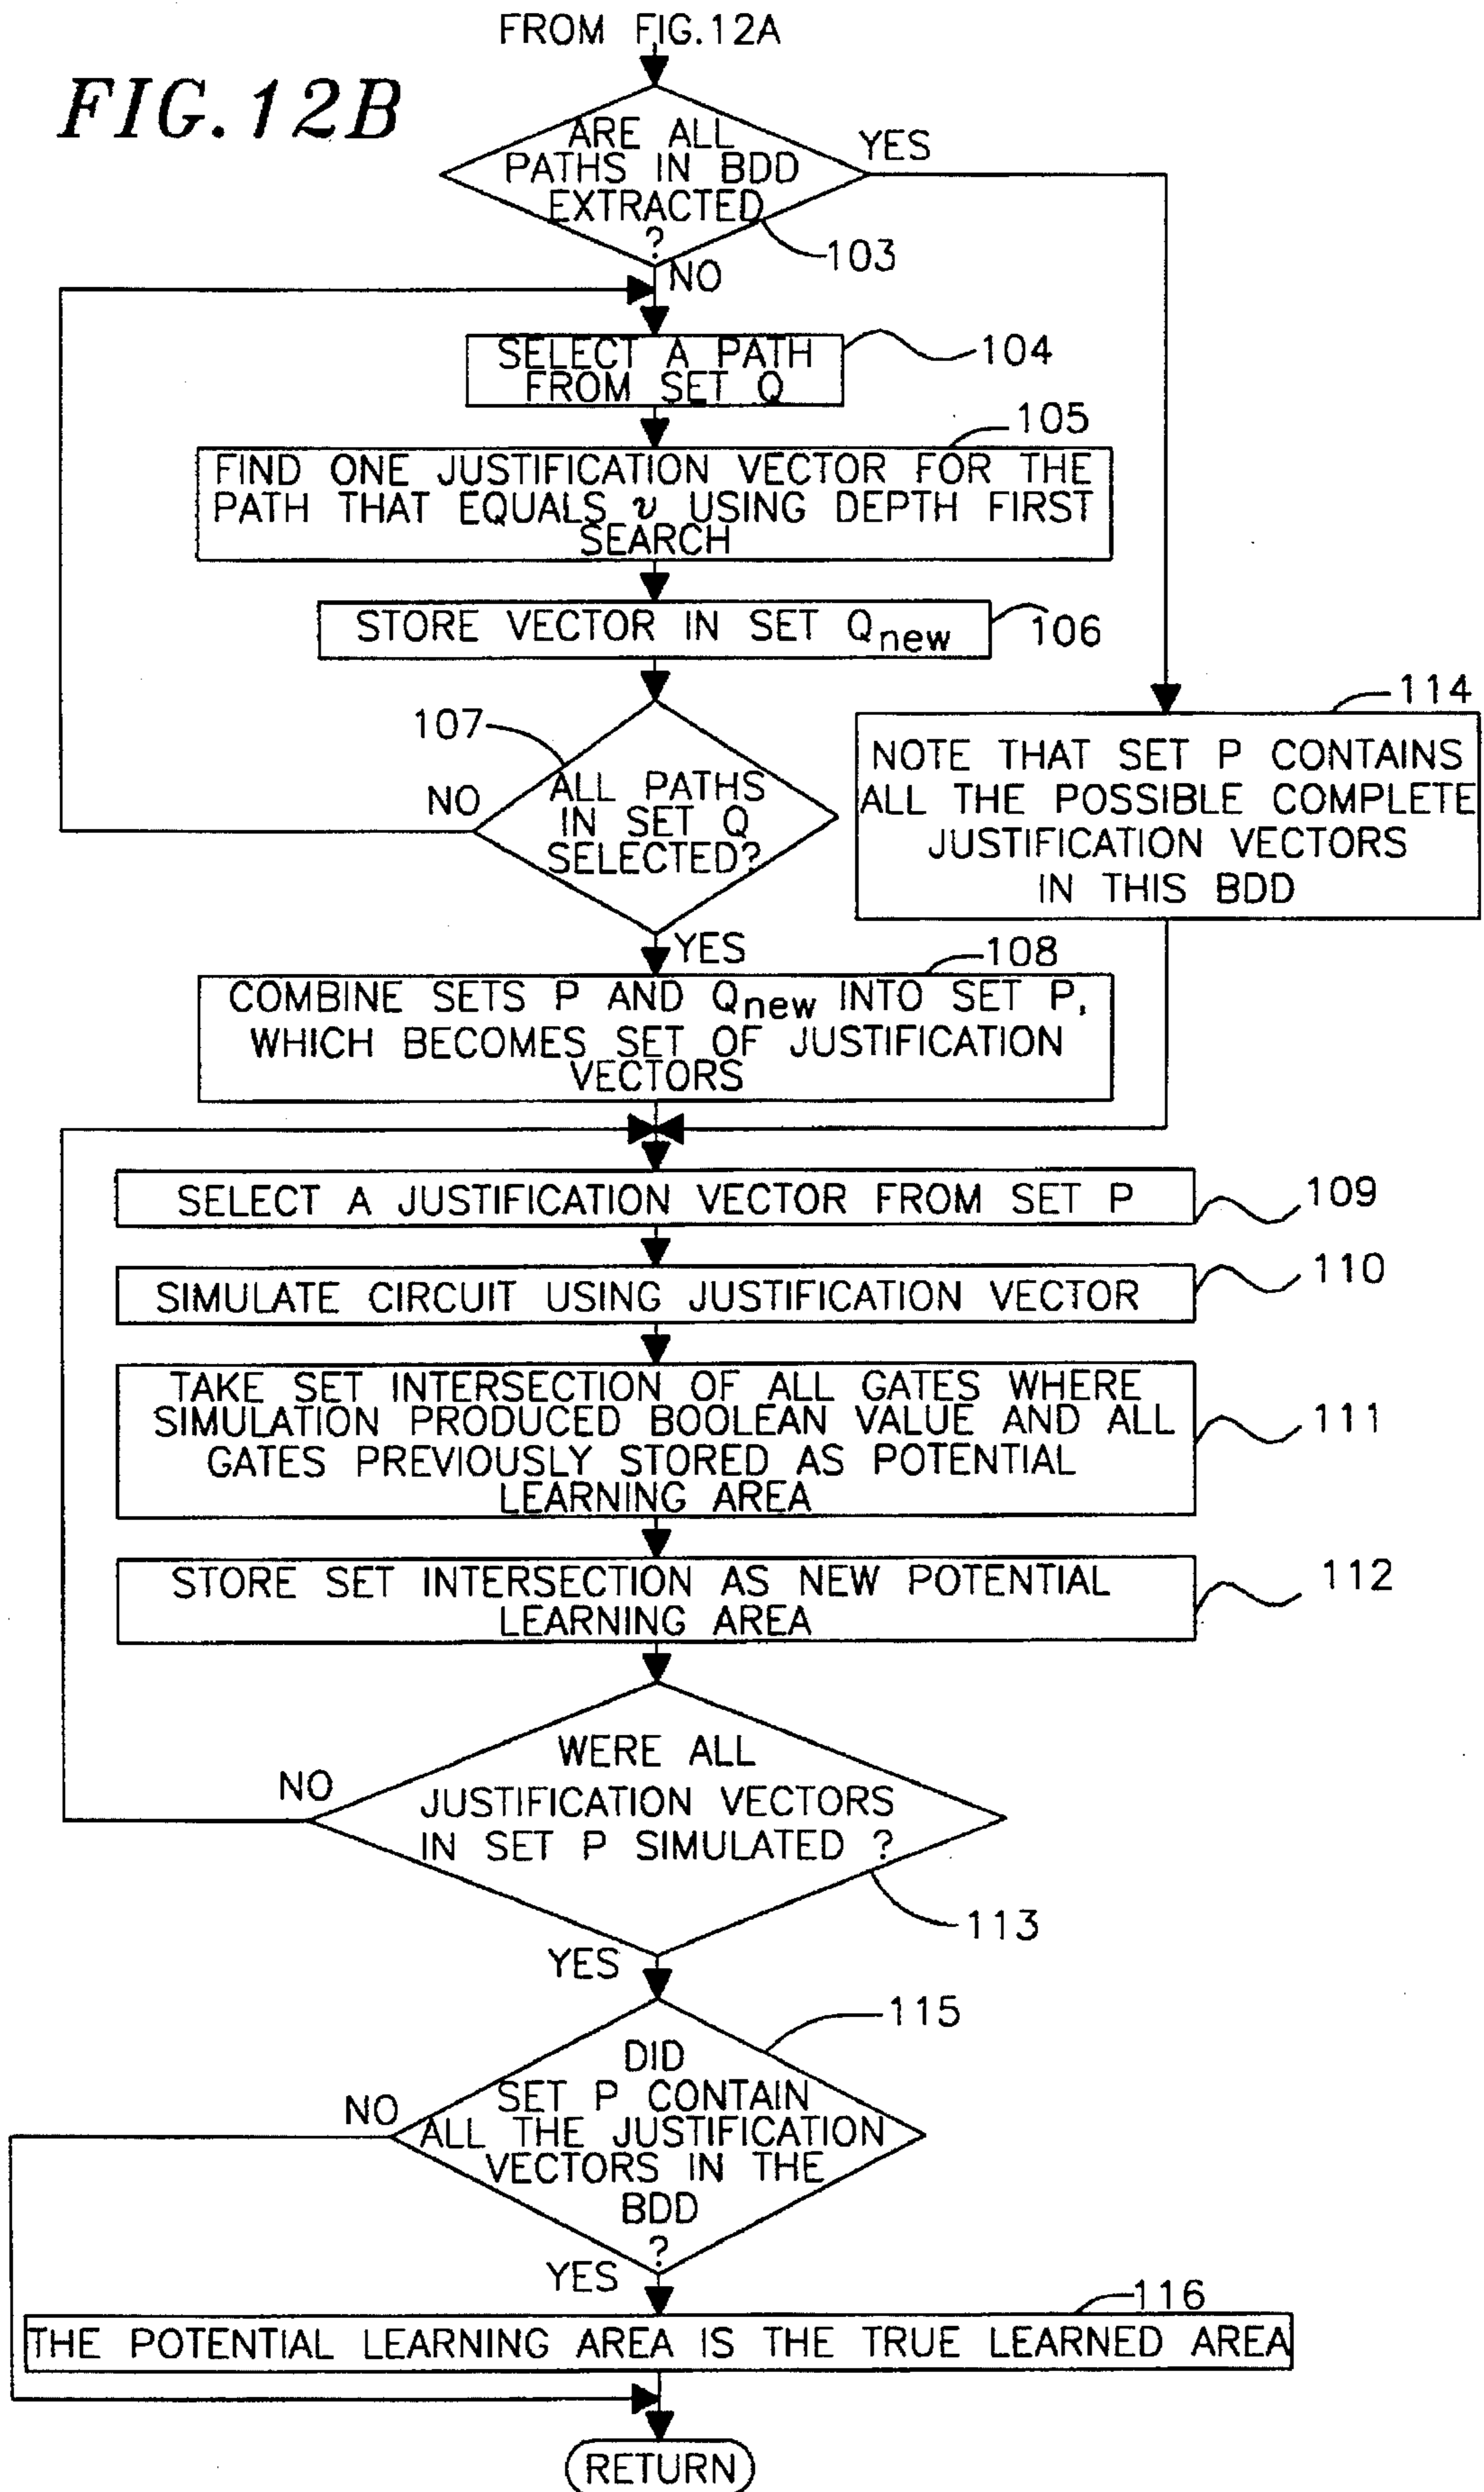 FROM FIG.12A
FIG.12B
ARE ALL
PATHS IN BDD
EXTRACTED
?
YES
103
NO
SELECT A PATH
FROM SET Q
104
105
FIND ONE JUSTIFICATION VECTOR FOR THE
PATH THAT EQUALS v USING DEPTH FIRST
SEARCH
STORE VECTOR IN SET Qnew
106
107
ALL PATHS
IN SET Q
SELECTED?
NO
YES
114
NOTE THAT SET P CONTAINS
ALL THE POSSIBLE COMPLETE
JUSTIFICATION VECTORS
IN THIS BDD
108
COMBINE SETS P AND Qnew INTO SET P,
WHICH BECOMES SET OF JUSTIFICATION
VECTORS
SELECT A JUSTIFICATION VECTOR FROM SET P
109
SIMULATE CIRCUIT USING JUSTIFICATION VECTOR
110
TAKE SET INTERSECTION OF ALL GATES WHERE
SIMULATION PRODUCED BOOLEAN VALUE AND ALL
GATES PREVIOUSLY STORED AS POTENTIAL
LEARNING AREA
111
STORE SET INTERSECTION AS NEW POTENTIAL
LEARNING AREA
112
WERE ALL
JUSTIFICATION VECTORS
IN SET P SIMULATED ?
NO
113
YES
115
DID
SET P CONTAIN
ALL THE JUSTIFICATION
VECTORS IN THE
BDD
?
NO
YES
116
THE POTENTIAL LEARNING AREA IS THE TRUE LEARNED AREA
RETURN